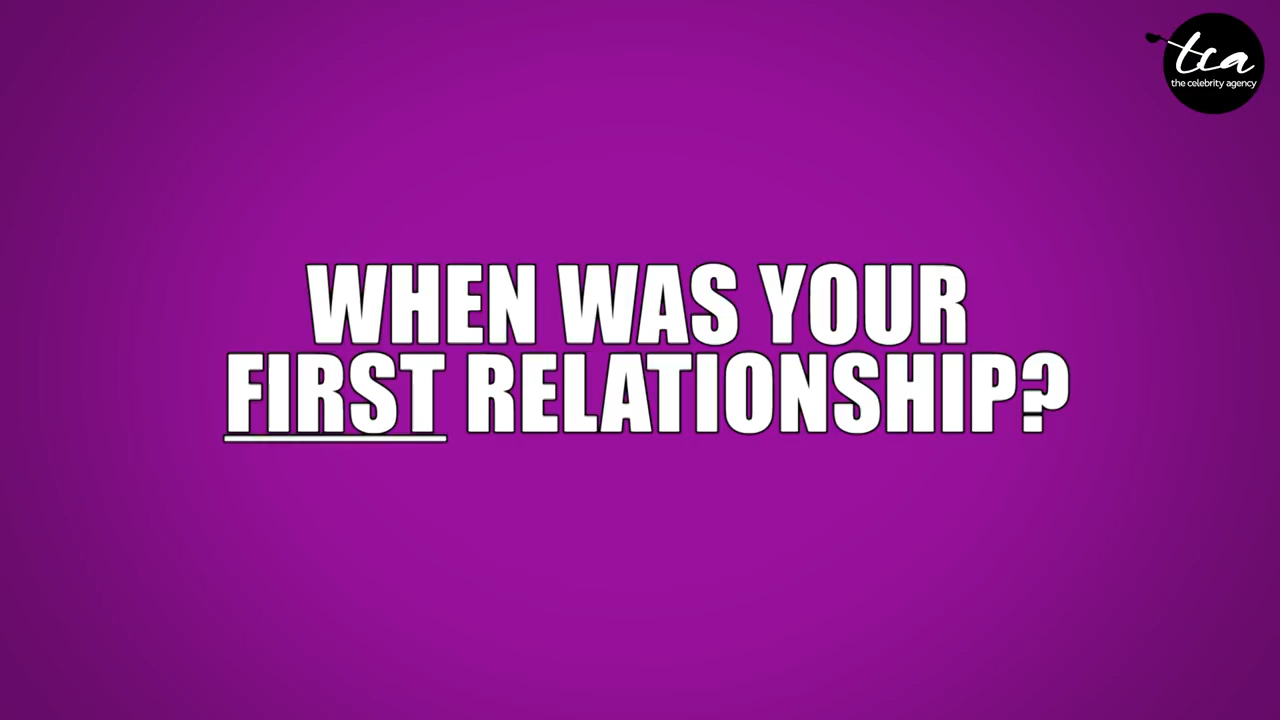 tca
the celebrity agency
WHEN WAS YOUR
FIRST RELATIONSHIP?